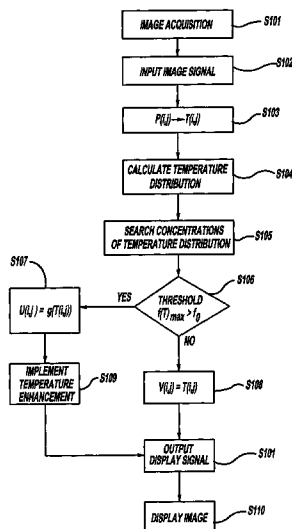 IMAGE ACQUISITION
S101
INPUT IMAGE SIGNAL
S102
P(i,j)→T(i,j)
S103
CALCULATE TEMPERATURE
DISTRIBUTION
S104
SEARCH CONCENTRATIONS
OF TEMPERATURE DISTRIBUTION
S105
S106
THRESHOLD
f(T)max > f0
YES
NO
S107
U(i,j) = g(T(i,j))
IMPLEMENT
TEMPERATURE
ENHANCEMENT
S109
V(i,j) = T(i,j)
S108
OUTPUT
DISPLAY SIGNAL
S101
DISPLAY IMAGE
S110